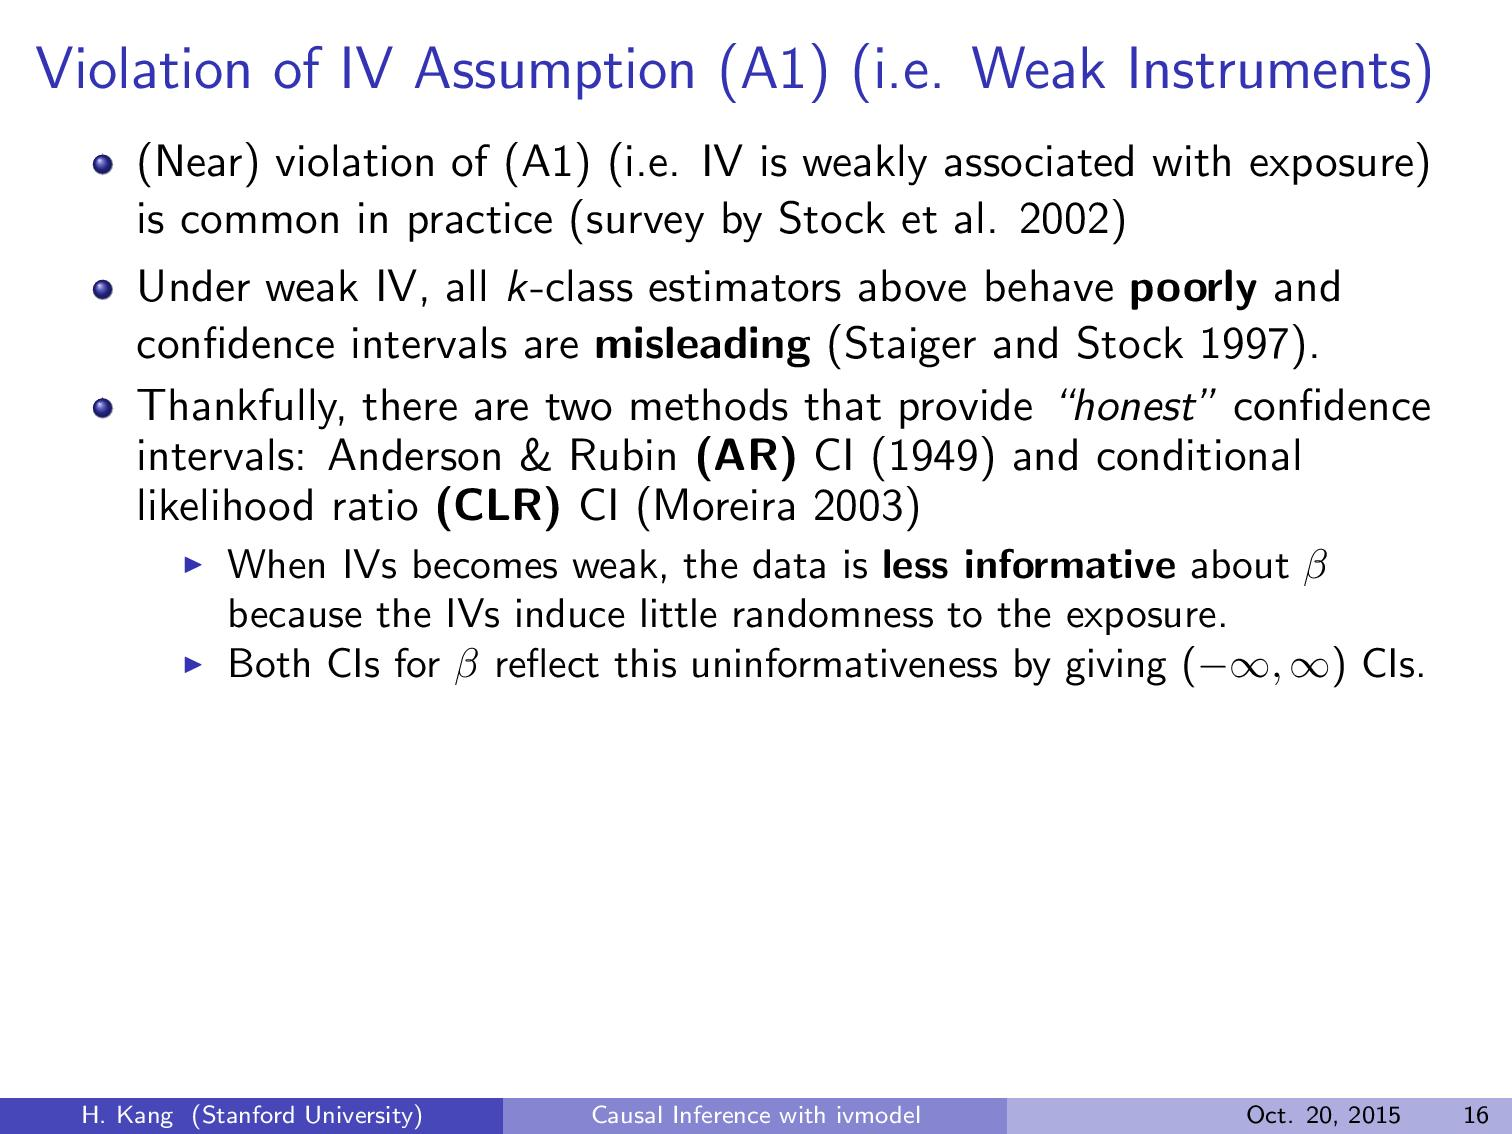 Violation of IV Assumption (A1) (i.e. Weak Instruments)
(Near) violation of (A1) (i.e. IV is weakly associated with exposure)
is common in practice (survey by Stock et al. 2002)
Under weak IV, all k-class estimators above behave poorly and
confidence intervals are misleading (Staiger and Stock 1997).
Thankfully, there are two methods that provide “honest” confidence
intervals: Anderson & Rubin (AR) CI (1949) and conditional
likelihood ratio (CLR) CI (Moreira 2003)
When IVs becomes weak, the data is less informative about β
because the IVs induce little randomness to the exposure.
Both CIs for β reflect this uninformativeness by giving (−∞, ∞) CIs.
H. Kang (Stanford University) Causal Inference with ivmodel Oct. 20, 2015 16